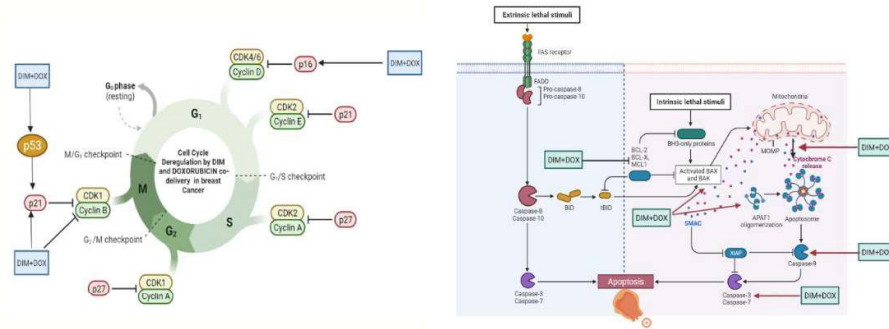 CDK4/6
Cyclin D
p16
DIM+DOX
DIM+DOX
G₀ phase
(resting)
G₁
CDK2
Cyclin E
p21
p53
M/G₁ checkpoint
Cell Cycle
Deregulation by DIM
and DOXORUBICIN co-
delivery in breast
Cancer
G₁/S checkpoint
p21
CDK1
Cyclin B
M
S
CDK2
Cyclin A
p27
G₂
G₂/M checkpoint
DIM+DOX
p27
CDK1
Cyclin A
Extrinsic lethal stimuli
FAS receptor
FADD
Pro-caspase-8
Pro-caspase-10
Mitochondria
Intrinsic lethal stimuli
BCL-2
BCL-X,
MCL1
BH3-only proteins
MOMP
DIM+DOX
DIM+DOX
Cytochrome C
release
Activated BAX
and BAK
Caspase-8
Caspase-10
BID
tBID
DIM+DOX
SMAC
APAF1
oligomerization
Apoptosome
XIAP
Caspase-9
DIM+DOX
Caspase-3
Caspase-7
Apoptosis
Caspase-3
Caspase-7
DIM+DOX